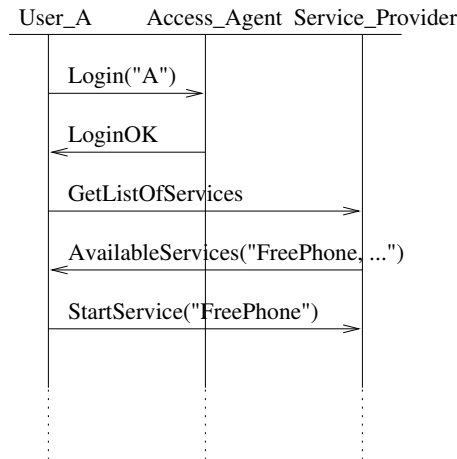 User_A Access_Agent Service_Provider
Login("A")
LoginOK
GetListOfServices
AvailableServices("FreePhone, ...")
StartService("FreePhone")